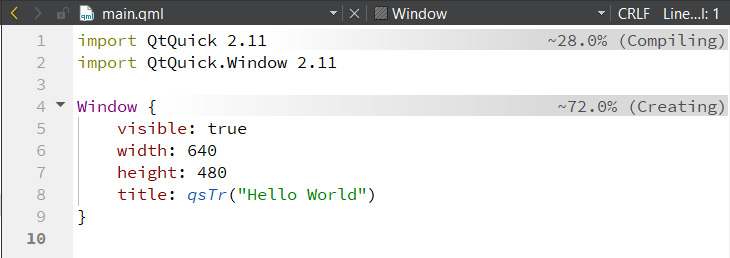 main.qml Window CRLF Line...l: 1
1 import QtQuick 2.11 ~28.0% (Compiling)
2 import QtQuick.Window 2.11
3
4 Window { ~72.0% (Creating)
5 visible: true
6 width: 640
7 height: 480
8 title: qsTr("Hello World")
9 }
10